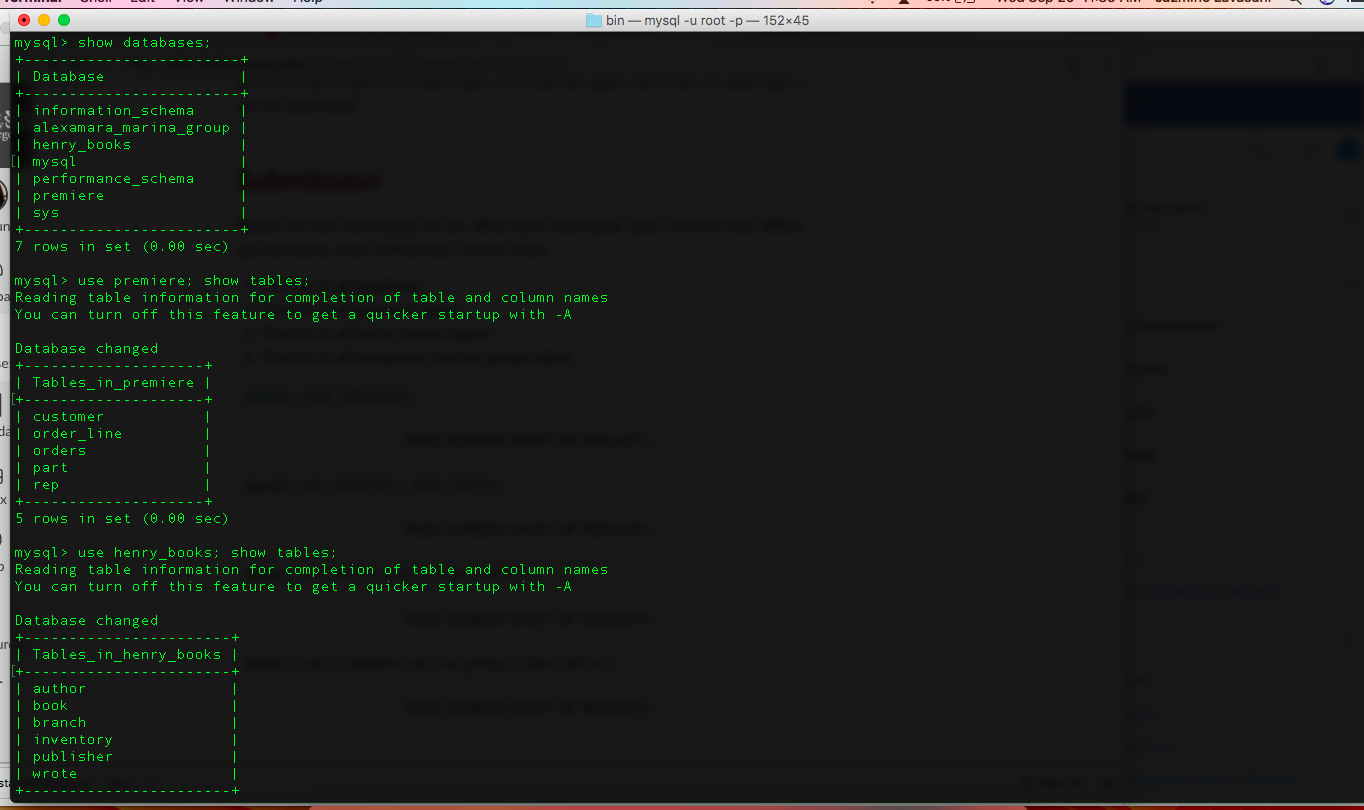 bin — mysql -u root -p — 152×45
mysql> show databases;
+------------------------+
| Database               |
+------------------------+
| information_schema     |
| alexamara_marina_group |
| henry_books            |
[| mysql                  |
| performance_schema     |
| premiere               |
| sys                    |
+------------------------+
7 rows in set (0.00 sec)
mysql> use premiere; show tables;
Reading table information for completion of table and column names
You can turn off this feature to get a quicker startup with -A
Database changed
+--------------------+
| Tables_in_premiere |
[+--------------------+
| customer           |
| order_line         |
| orders             |
| part               |
| rep                |
+--------------------+
5 rows in set (0.00 sec)
mysql> use henry_books; show tables;
Reading table information for completion of table and column names
You can turn off this feature to get a quicker startup with -A
Database changed
+-----------------------+
| Tables_in_henry_books |
[+-----------------------+
| author                |
| book                  |
| branch                |
| inventory             |
| publisher             |
| wrote                 |
+-----------------------+